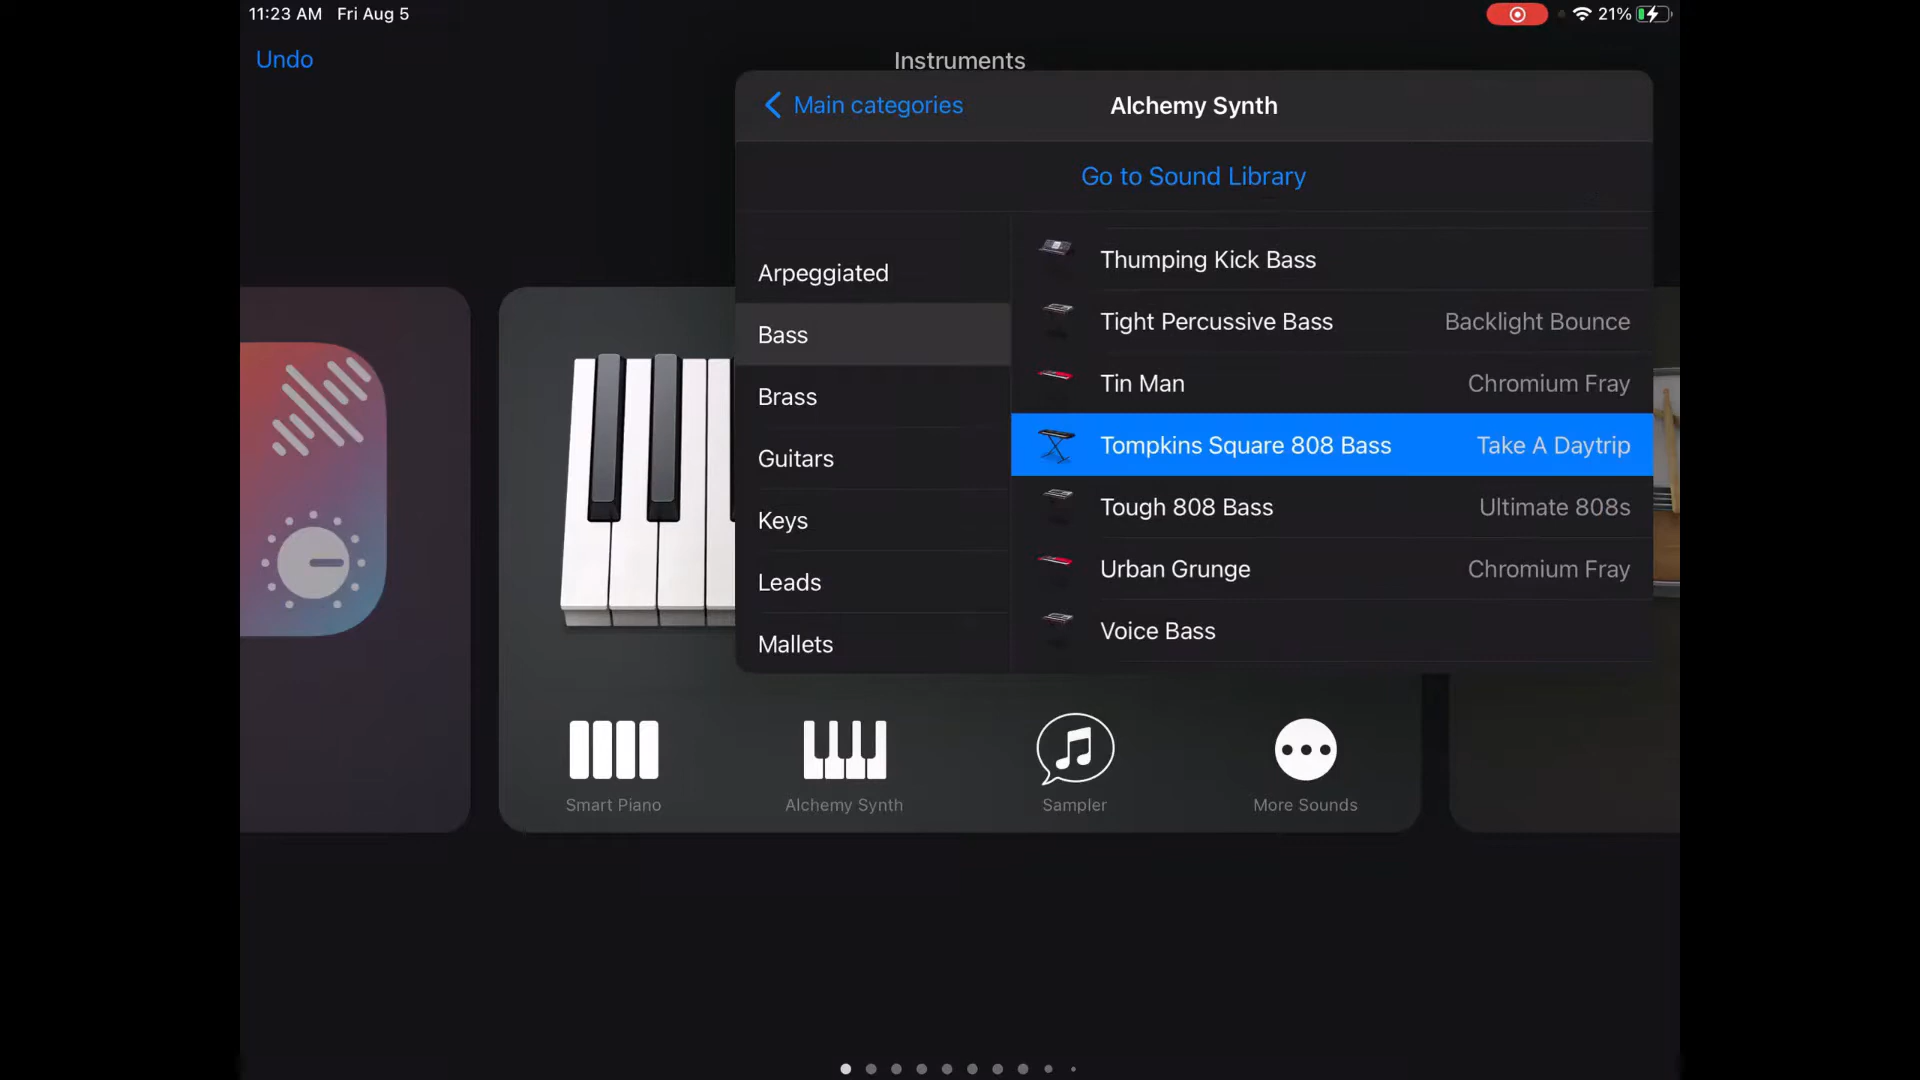 11:23 AM Fri Aug 5
21%
Undo
Instruments
Main categories
Alchemy Synth
Go to Sound Library
Arpeggiated
Bass
Brass
Guitars
Keys
Leads
Mallets
Thumping Kick Bass
Tight Percussive Bass Backlight Bounce
Tin Man Chromium Fray
Tompkins Square 808 Bass Take A Daytrip
Tough 808 Bass Ultimate 808s
Urban Grunge Chromium Fray
Voice Bass
Smart Piano
Alchemy Synth
Sampler
More Sounds